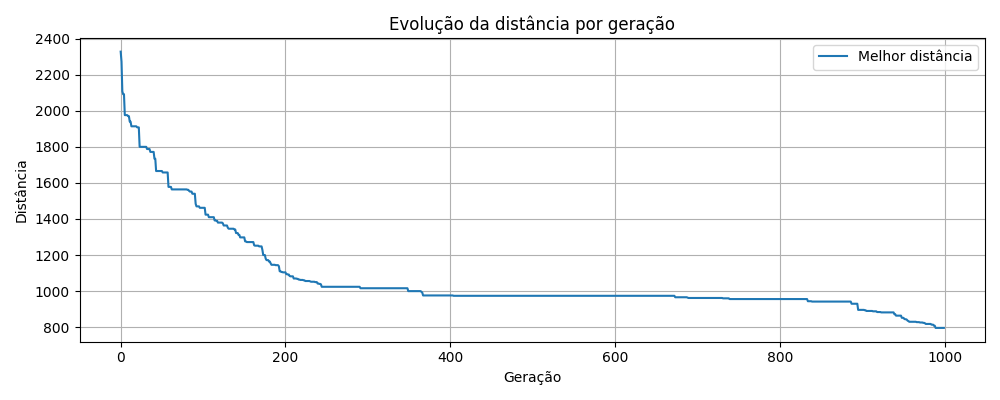 Evolução da distância por geração
Melhor distância
Distância
2400
2200
2000
1800
1600
1400
1200
1000
800
0 200 400 600 800 1000
Geração